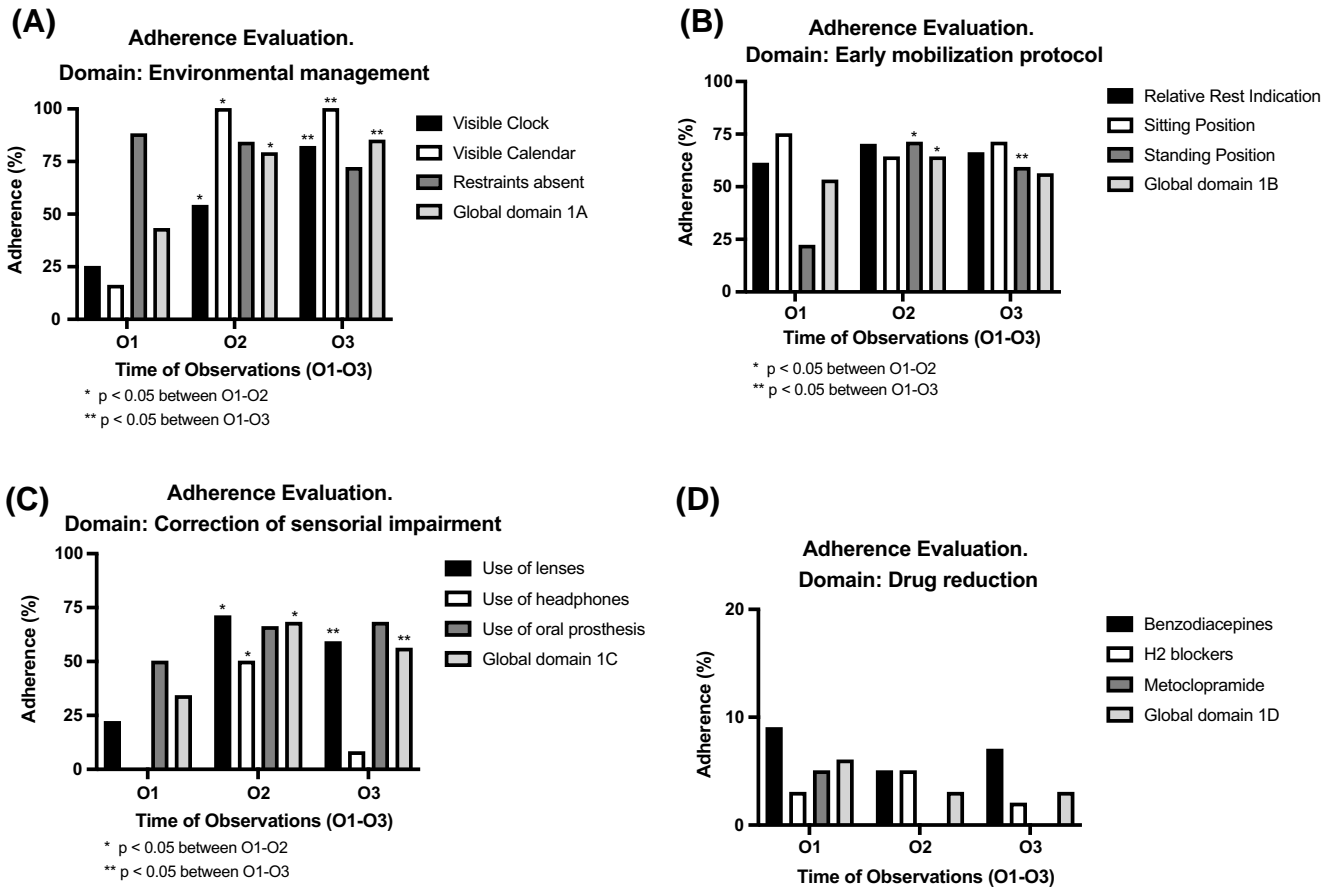 (A)
Adherence Evaluation.
Domain: Environmental management
100
75
50
25
0
Adherence (%)
* ** ** * ** *
Visible Clock
Visible Calendar
Restraints absent
Global domain 1A
O1 O2 O3
Time of Observations (O1-O3)
* p < 0.05 between O1-O2
** p < 0.05 between O1-O3
(B)
Adherence Evaluation.
Domain: Early mobilization protocol
100
75
50
25
0
Adherence (%)
* * **
Relative Rest Indication
Sitting Position
Standing Position
Global domain 1B
O1 O2 O3
Time of Observations (O1-O3)
* p < 0.05 between O1-O2
** p < 0.05 between O1-O3
(C)
Adherence Evaluation.
Domain: Correction of sensorial impairment
100
75
50
25
0
Adherence (%)
* * * ** **
Use of lenses
Use of headphones
Use of oral prosthesis
Global domain 1C
O1 O2 O3
Time of Observations (O1-O3)
* p < 0.05 between O1-O2
** p < 0.05 between O1-O3
(D)
Adherence Evaluation.
Domain: Drug reduction
20
10
0
Adherence (%)
Benzodiacepines
H2 blockers
Metoclopramide
Global domain 1D
O1 O2 O3
Time of Observations (O1-O3)